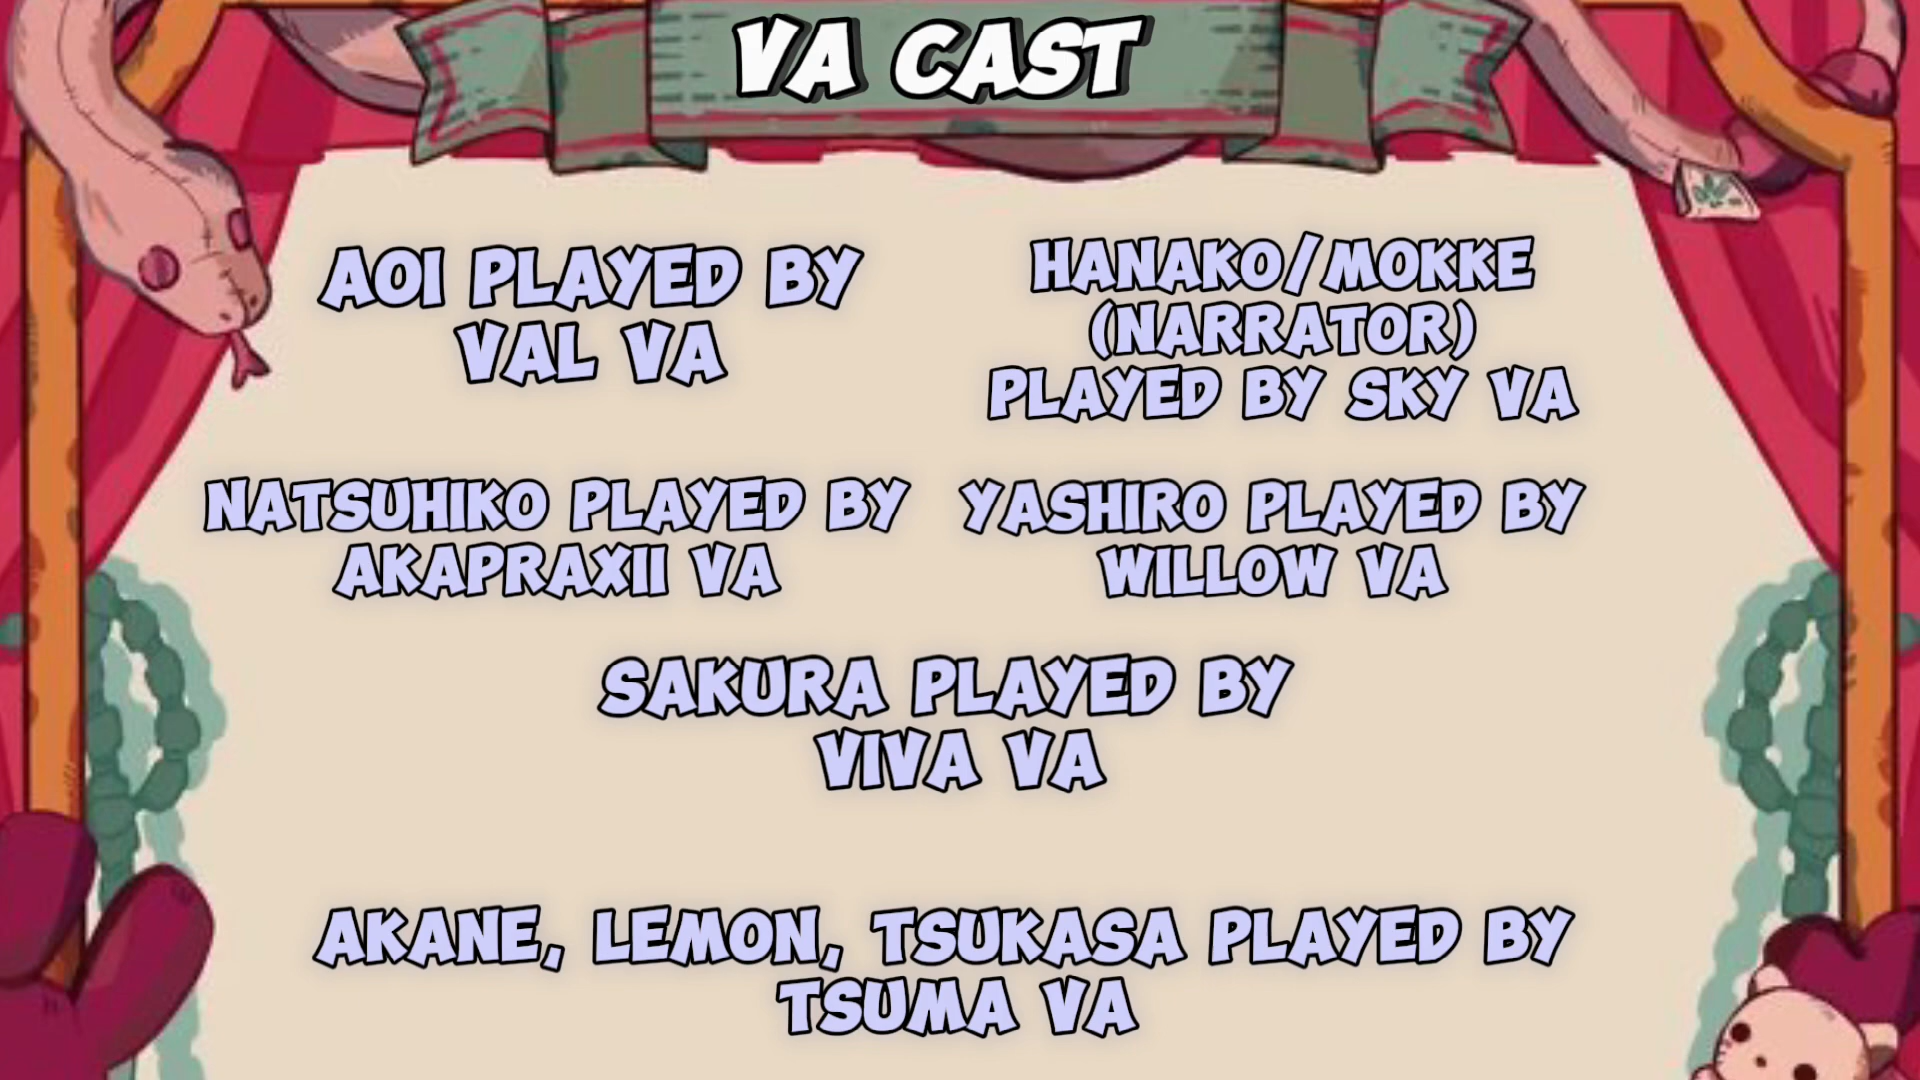 VA CAST
AOI PLAYED BY
VAL VA
HANAKO/MOKKE
(NARRATOR)
PLAYED BY SKY VA
NATSUHIKO PLAYED BY
AKAPRAXII VA
YASHIRO PLAYED BY
WILLOW VA
SAKURA PLAYED BY
VIVA VA
AKANE, LEMON, TSUKASA PLAYED BY
TSUMA VA